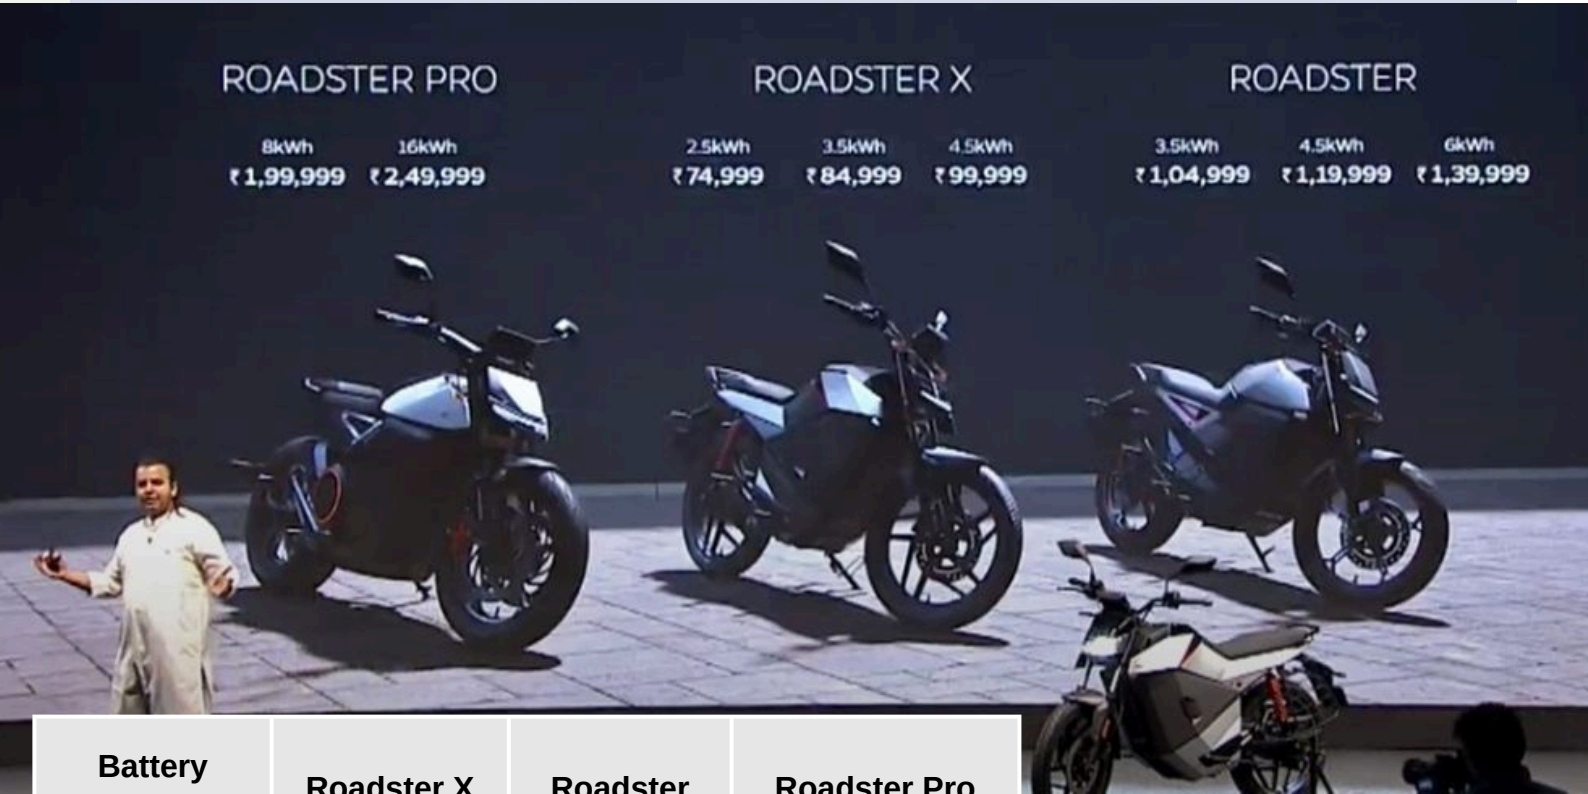 ROADSTER PRO
8kWh 16kWh
₹1,99,999 ₹2,49,999
ROADSTER X
2.5kWh 3.5kWh 4.5kWh
₹74,999 ₹84,999 ₹99,999
ROADSTER
3.5kWh 4.5kWh 6kWh
₹1,04,999 ₹1,19,999 ₹1,39,999
Battery
Roadster X Roadster Roadster Pro